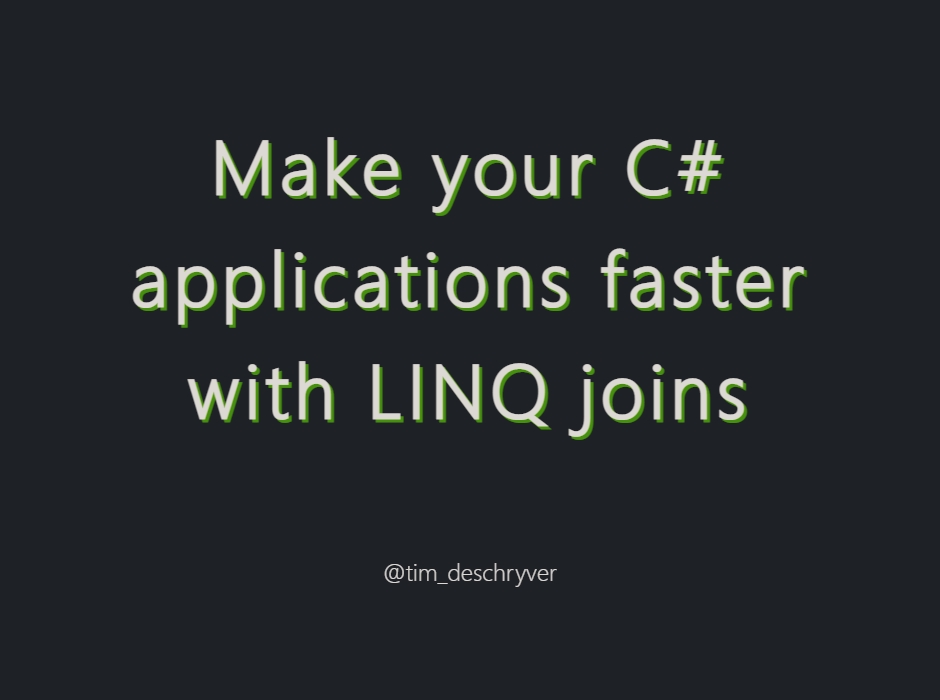 Make your C#
applications faster
with LINQ joins
@tim_deschryver